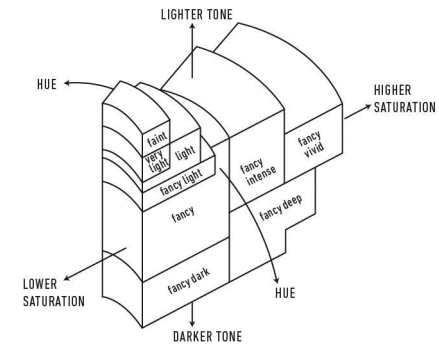 LIGHTER TONE
HUE
HIGHER
SATURATION
faint
very
light
light
fancy light
fancy
fancy
intense
fancy
vivid
fancy deep
fancy dark
LOWER
SATURATION
HUE
DARKER TONE